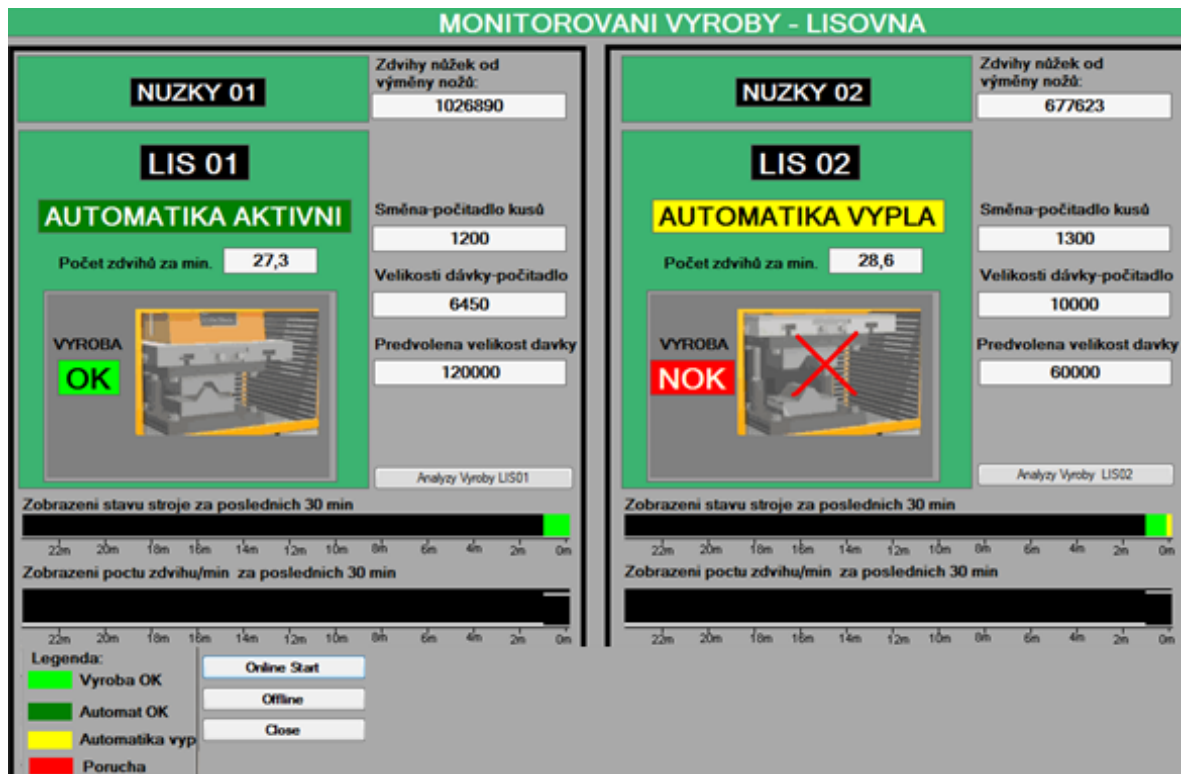 MONITOROVANI VYROBY - LISOVNA
NUZKY 01
Zdvihy nůžek od
výměny nožů:
1026890
LIS 01
AUTOMATIKA AKTIVNI
Počet zdvihů za min.
27,3
Směna-počitadlo kusů
1200
Velikosti dávky-počitadlo
6450
VYROBA
OK
Predvolena velikost davky
120000
Analyzy Vyroby LIS01
Zobrazeni stavu stroje za poslednich 30 min
22m 20m 18m 16m 14m 12m 10m 8m 6m 4m 2m 0m
Zobrazeni poctu zdvihu/min za poslednich 30 min
22m 20m 18m 16m 14m 12m 10m 8m 6m 4m 2m 0m
NUZKY 02
Zdvihy nůžek od
výměny nožů:
677623
LIS 02
AUTOMATIKA VYPLA
Počet zdvihů za min.
28,6
Směna-počitadlo kusů
1300
Velikosti dávky-počitadlo
10000
VYROBA
NOK
Predvolena velikost davky
60000
Analyzy Vyroby LIS02
Zobrazeni stavu stroje za poslednich 30 min
22m 20m 18m 16m 14m 12m 10m 8m 6m 4m 2m 0m
Zobrazeni poctu zdvihu/min za poslednich 30 min
22m 20m 18m 16m 14m 12m 10m 8m 6m 4m 2m 0m
Legenda:
Vyroba OK
Automat OK
Automatika vyp
Porucha
Online Start
Offline
Close